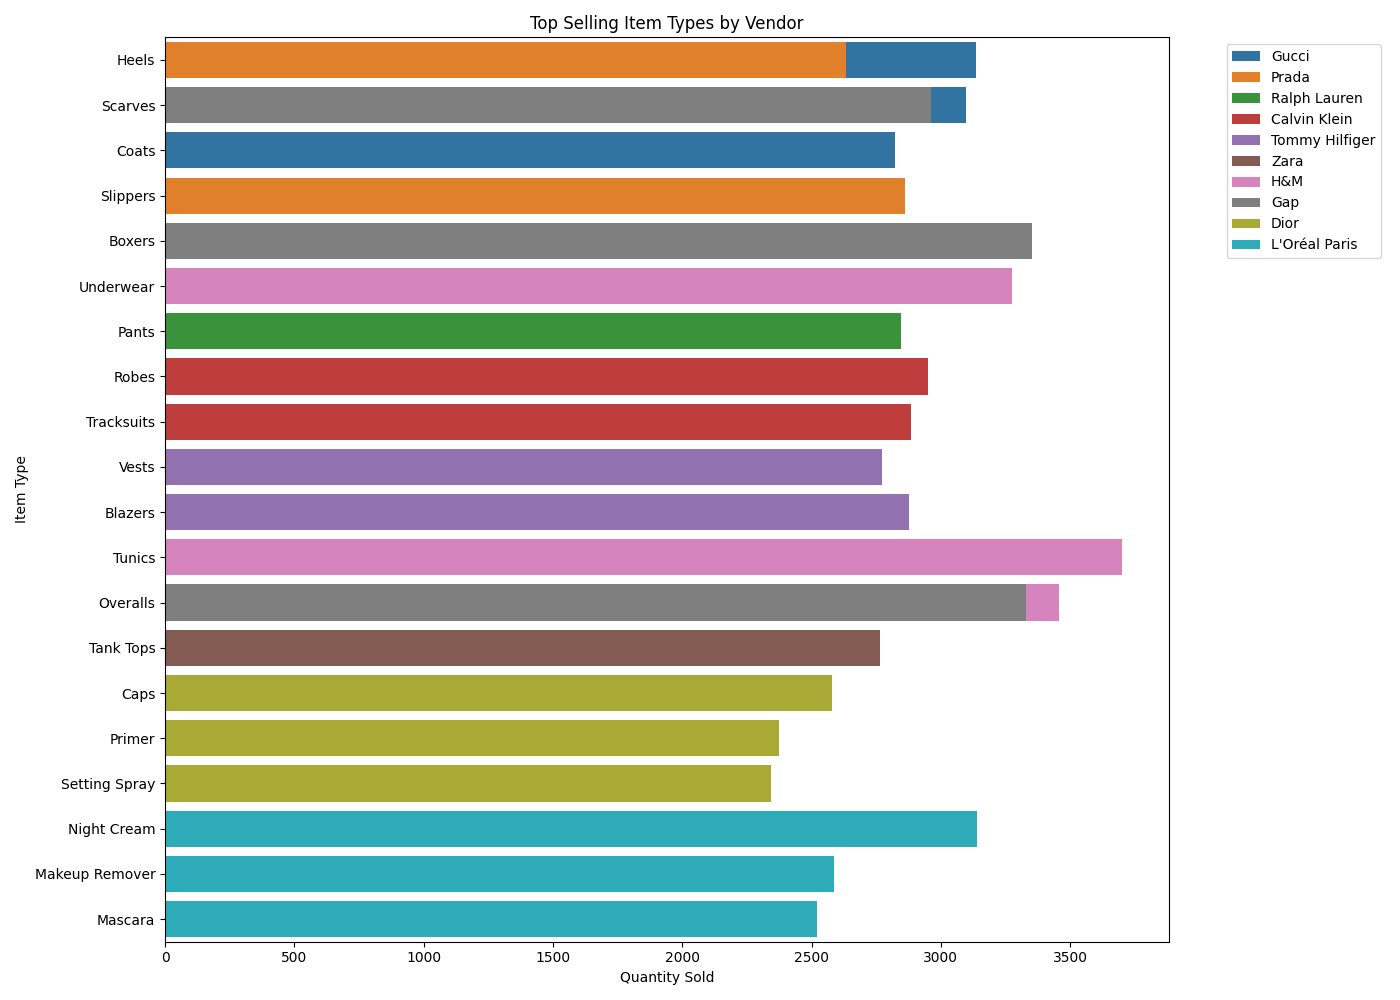 Top Selling Item Types by Vendor
Heels
Scarves
Coats
Slippers
Boxers
Underwear
Pants
Robes
Tracksuits
Vests
Blazers
Tunics
Overalls
Tank Tops
Caps
Primer
Setting Spray
Night Cream
Makeup Remover
Mascara
Item Type
0 500 1000 1500 2000 2500 3000 3500
Quantity Sold
Gucci
Prada
Ralph Lauren
Calvin Klein
Tommy Hilfiger
Zara
H&M
Gap
Dior
L'Oréal Paris